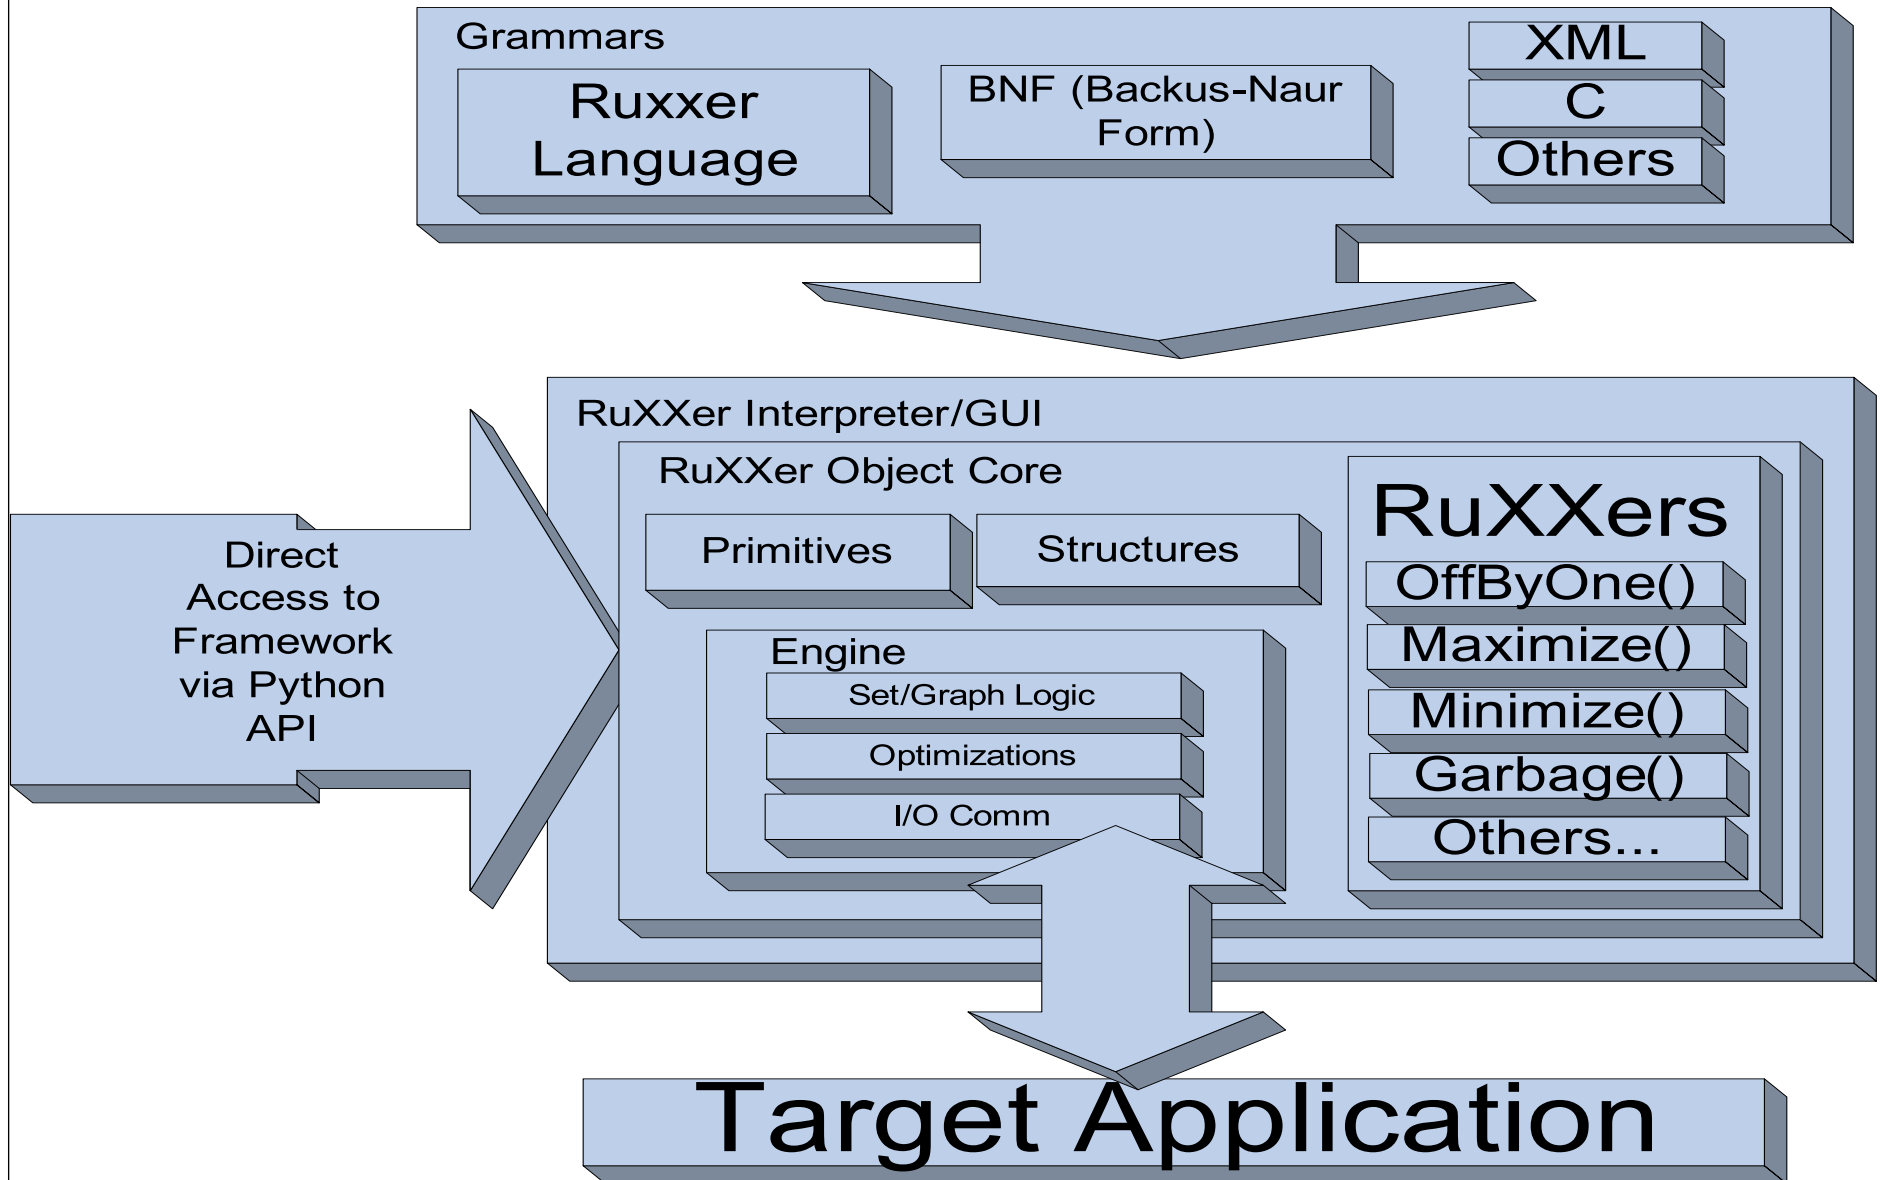 Grammars
Ruxxer
Language
BNF (Backus-Naur
Form)
XML
C
Others
RuXXer Interpreter/GUI
RuXXer Object Core
Primitives
Structures
Engine
Set/Graph Logic
Optimizations
I/O Comm
RuXXers
OffByOne()
Maximize()
Minimize()
Garbage()
Others...
Direct
Access to
Framework
via Python
API
Target Application